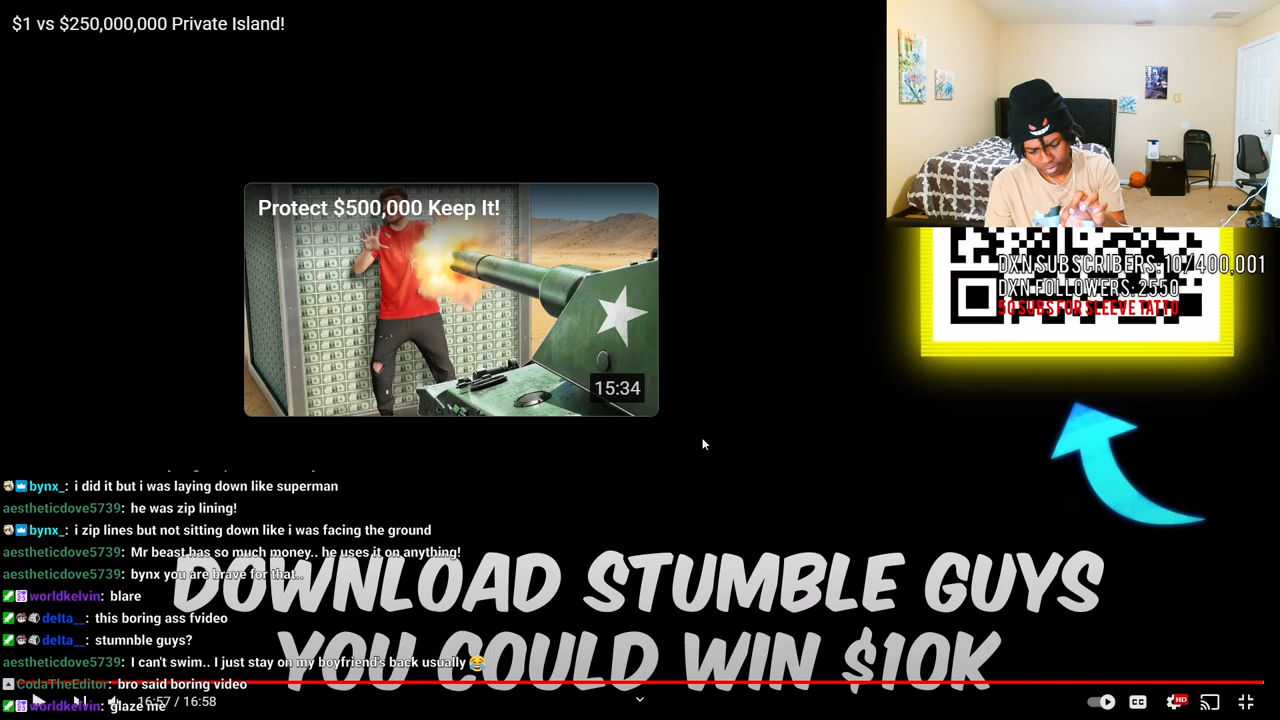 $1 vs $250,000,000 Private Island!
Protect $500,000 Keep It!
15:34
DXN SUBSCRIBERS: 10/400,001
DXN FOLLOWERS: 2550
50 SUBS FOR SLEEVE TATTO
bynx_: i did it but i was laying down like superman
aestheticdove5739: he was zip lining!
bynx_: i zip lines but not sitting down like i was facing the ground
aestheticdove5739: Mr beast has so much money.. he uses it on anything!
aestheticdove5739: bynx you are brave for that..
worldkelvin: blare
delta__: this boring ass fvideo
delta__: stumnble guys?
aestheticdove5739: I can't swim.. I just stay on my boyfriend's back usually 😂
CodaTheEditor: bro said boring video
worldkelvin: glaze me
DOWNLOAD STUMBLE GUYS
YOU COULD WIN $10K
16:57 / 16:58
CC
HD